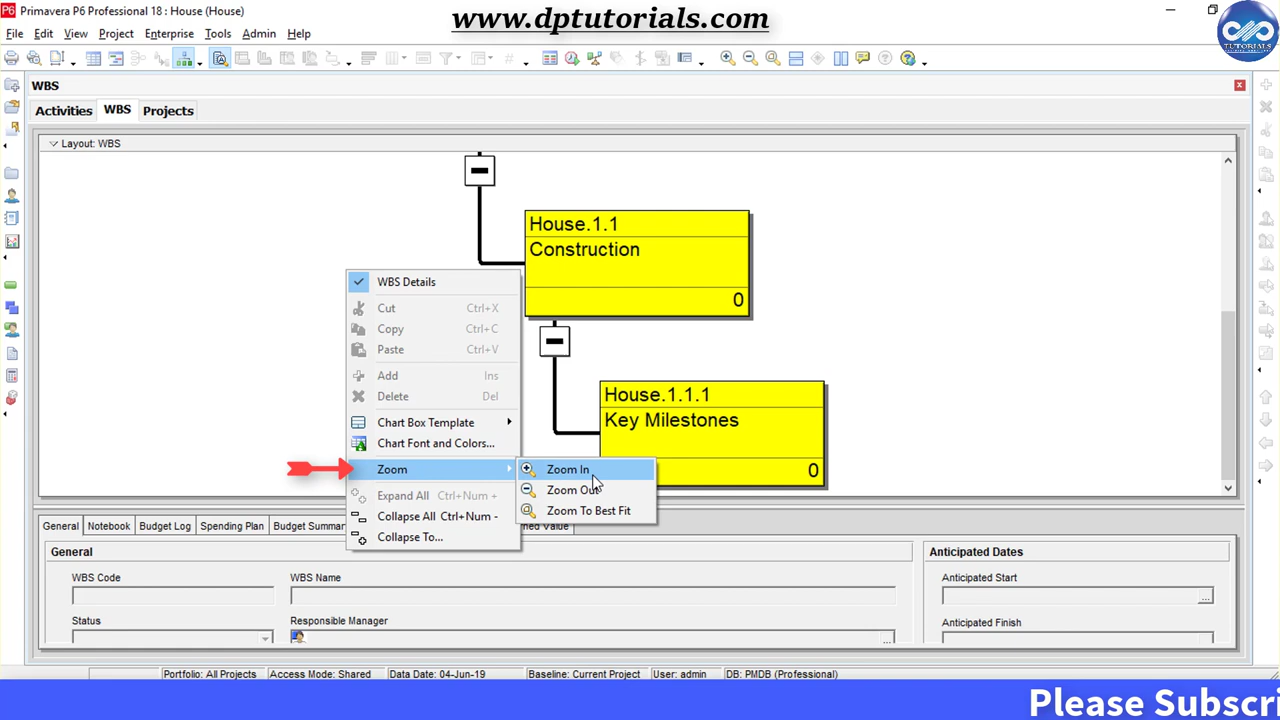 Primavera P6 Professional 18 : House (House)
www.dptutorials.com
TUTORIALS
File Edit View Project Enterprise Tools Admin Help
WBS
Activities WBS Projects
Layout: WBS
House.1.1
Construction
0
House.1.1.1
Key Milestones
0
WBS Details
Cut Ctrl+X
Copy Ctrl+C
Paste Ctrl+V
Add Ins
Delete Del
Chart Box Template
Chart Font and Colors...
Zoom
Expand All Ctrl+Num +
Collapse All Ctrl+Num -
Collapse To...
Zoom In
Zoom Out
Zoom To Best Fit
General Notebook Budget Log Spending Plan Budget Summar Value
General
WBS Code WBS Name
Status Responsible Manager
Anticipated Dates
Anticipated Start
Anticipated Finish
Portfolio: All Projects Access Mode: Shared Data Date: 04-Jun-19 Baseline: Current Project User: admin DB: PMDB (Professional)
Please Subscri